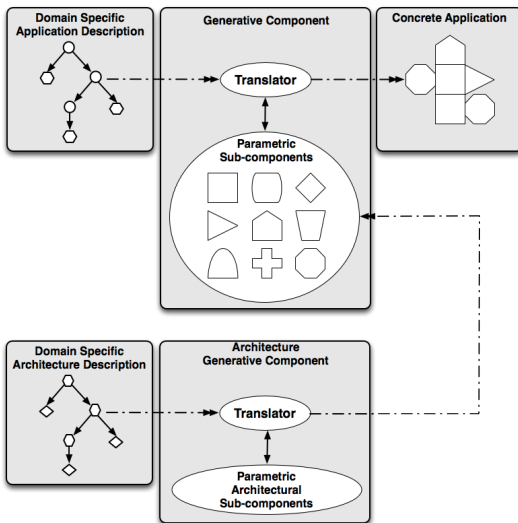 Domain Specific
Application Description
Generative Component
Concrete Application
Translator
Parametric
Sub-components
Domain Specific
Architecture Description
Architecture
Generative Component
Translator
Parametric
Architectural
Sub-components